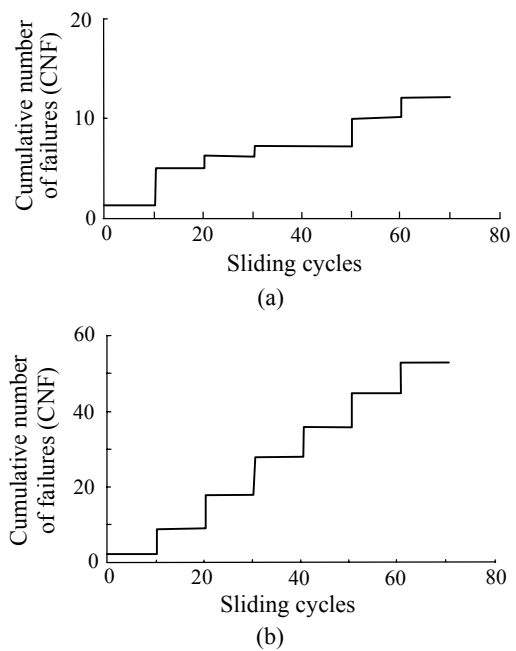 20
10
0
Cumulative number
of failures (CNF)
0 20 40 60 80
Sliding cycles
(a)
60
40
20
0
Cumulative number
of failures (CNF)
0 20 40 60 80
Sliding cycles
(b)